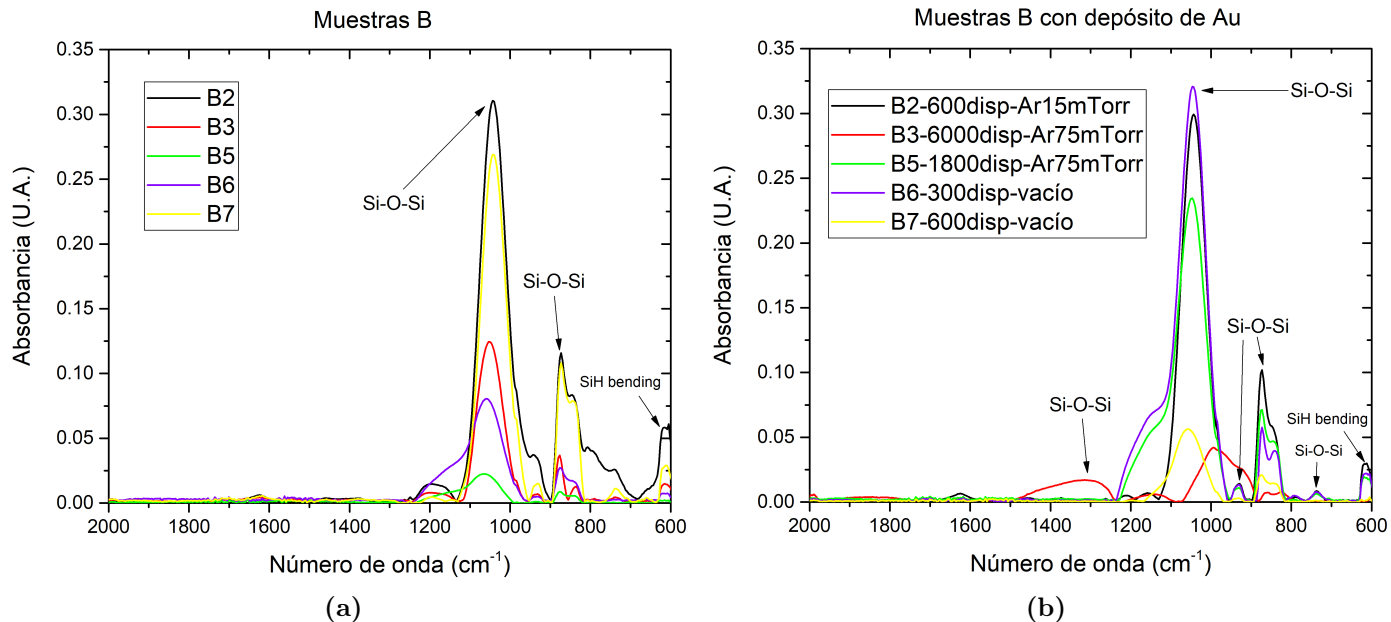 Muestras B
0.35
0.30
0.25
0.20
0.15
0.10
0.05
0.00
Absorbancia (U.A.)
B2
B3
B5
B6
B7
Si-O-Si
Si-O-Si
SiH bending
2000 1800 1600 1400 1200 1000 800 600
Número de onda (cm-1)
(a)
Muestras B con depósito de Au
0.35
0.30
0.25
0.20
0.15
0.10
0.05
0.00
Absorbancia (U.A.)
B2-600disp-Ar15mTorr
B3-6000disp-Ar75mTorr
B5-1800disp-Ar75mTorr
B6-300disp-vacío
B7-600disp-vacío
Si-O-Si
Si-O-Si
Si-O-Si
SiH bending
Si-O-Si
2000 1800 1600 1400 1200 1000 800 600
Número de onda (cm-1)
(b)